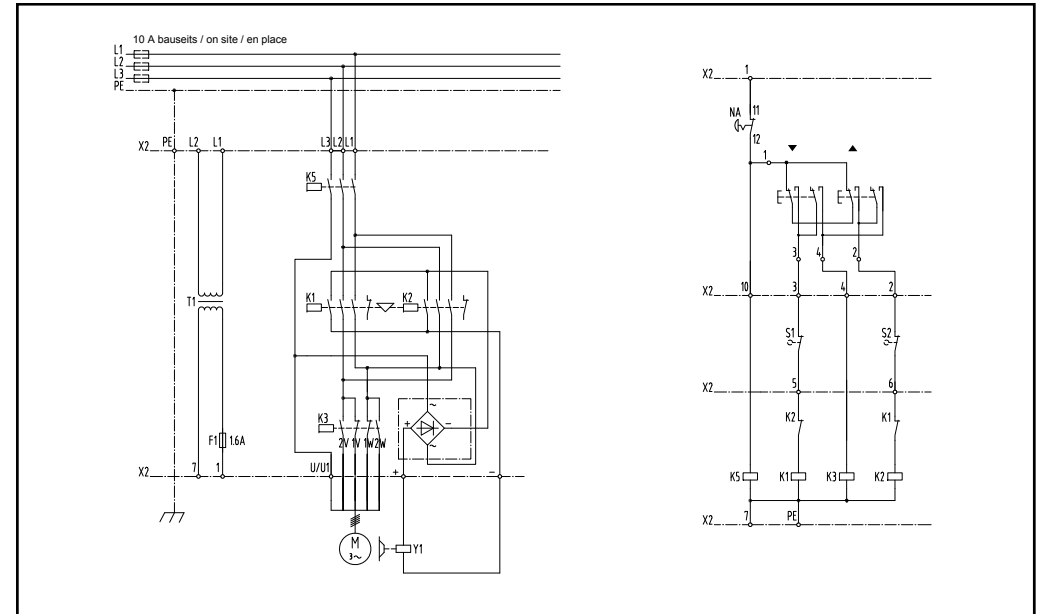 10 A bauseits / on site / en place
L1
L2
L3
PE
X2 PE L2 L1 L3 L2 L1
K5
T1
K1 K2
K3
2V 1V 1W 2W
~
+ -
~
F1 1.6A
X2 7 1 U/U1 + -
M
3~
Y1
X2 1
NA 11
12
1 ▼ ▲
3 4 2
X2 10 3 4 2
S1 S2
X2 5 6
K2 K1
K5 K1 K3 K2
X2 7 PE